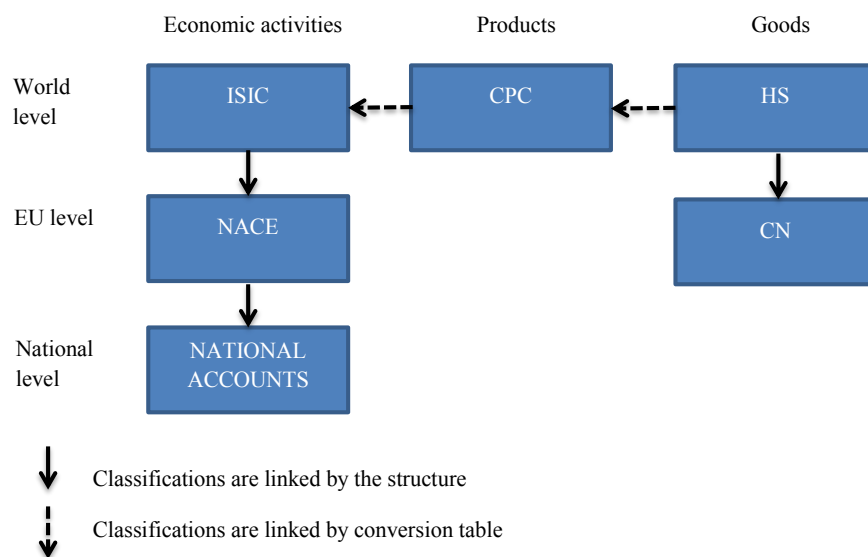 Economic activities
Products
Goods
World
level
ISIC
CPC
HS
EU level
NACE
CN
National
level
NATIONAL
ACCOUNTS
Classifications are linked by the structure
Classifications are linked by conversion table